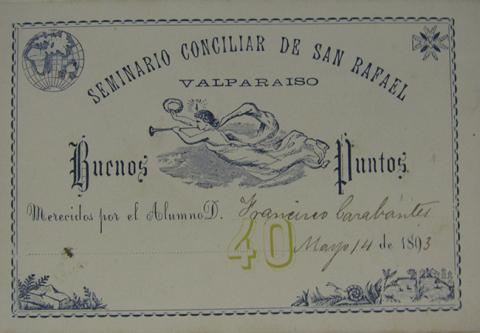 SEMINARIO CONCILIAR DE SAN RAFAEL
VALPARAISO
Buenos Puntos
Merecidos por el Alumno D. Francisco Carabantes
40
Mayo 14 de 1893